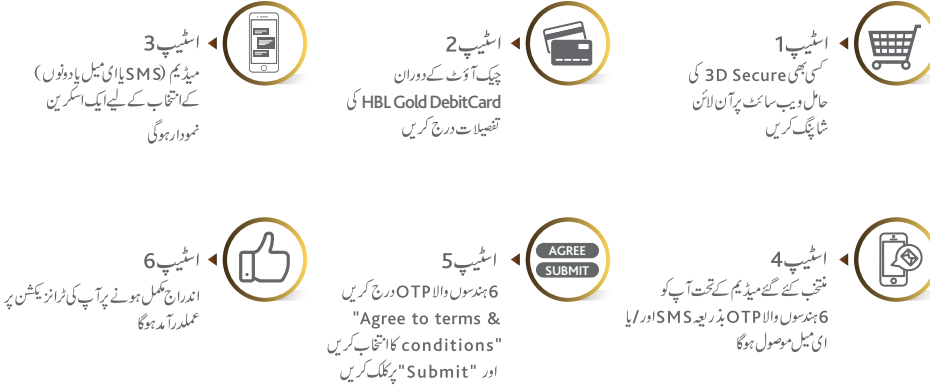 اسٹیپ 1
کسی بھی 3D Secure کی
حامل ویب سائٹ پر آن لائن
شاپنگ کریں
اسٹیپ 2
چیک آؤٹ کے دوران
HBL Gold DebitCard کی
تفصیلات درج کریں
اسٹیپ 3
میڈیم (SMS یا ای میل یا دونوں)
کے انتخاب کے لیے ایک اسکرین
نمودار ہوگی
اسٹیپ 4
منتخب کئے گئے میڈیم کے تحت آپ کو
6 ہندسوں والا OTP بذریعہ SMS اور/یا
ای میل موصول ہوگا
AGREE
SUBMIT
اسٹیپ 5
6 ہندسوں والا OTP درج کریں
"Agree to terms &
conditions" کا انتخاب کریں
اور "Submit" پر کلک کریں
اسٹیپ 6
اندراج مکمل ہونے پر آپ کی ٹرانزیکشن پر
عملدرآمد ہوگا